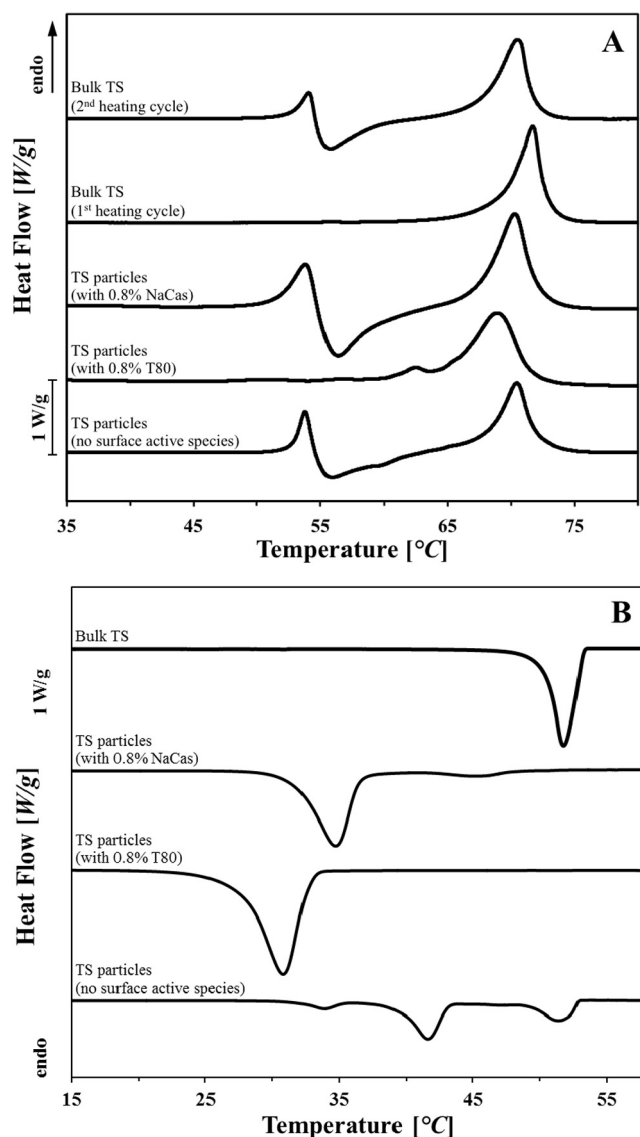 A
endo
Heat Flow [W/g]
1 W/g
Bulk TS
(2nd heating cycle)
Bulk TS
(1st heating cycle)
TS particles
(with 0.8% NaCas)
TS particles
(with 0.8% T80)
TS particles
(no surface active species)
35 45 55 65 75
Temperature [°C]
B
1 W/g
Heat Flow [W/g]
endo
Bulk TS
TS particles
(with 0.8% NaCas)
TS particles
(with 0.8% T80)
TS particles
(no surface active species)
15 25 35 45 55
Temperature [°C]